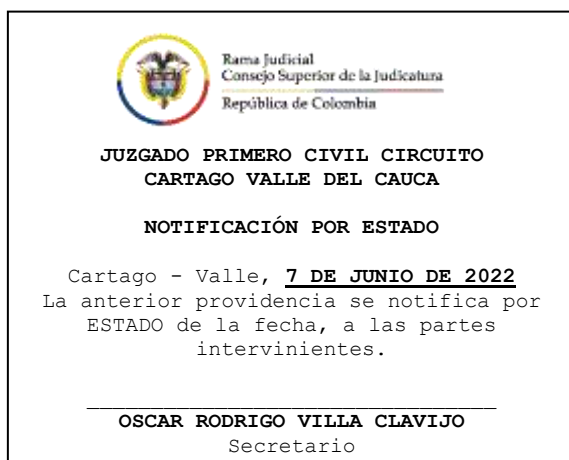 Rama Judicial
Consejo Superior de la Judicatura
República de Colombia
JUZGADO PRIMERO CIVIL CIRCUITO
CARTAGO VALLE DEL CAUCA
NOTIFICACIÓN POR ESTADO
Cartago - Valle, 7 DE JUNIO DE 2022
La anterior providencia se notifica por
ESTADO de la fecha, a las partes
intervinientes.
OSCAR RODRIGO VILLA CLAVIJO
Secretario